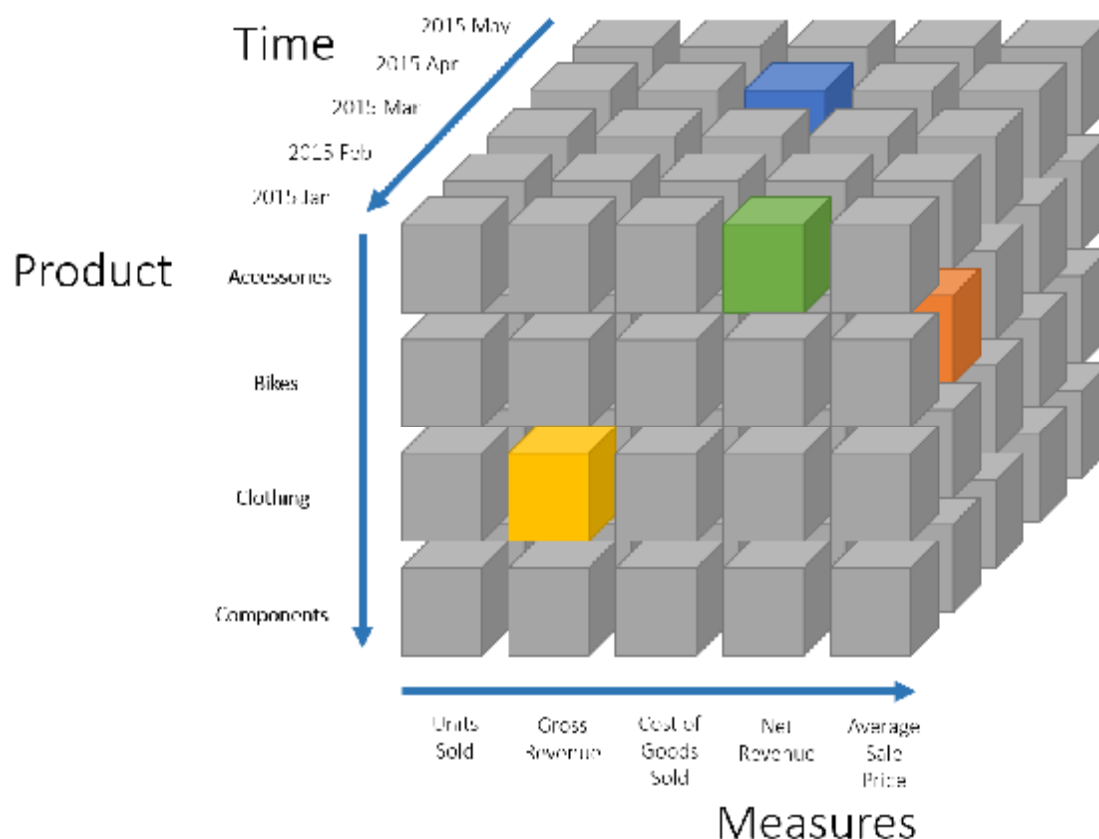 Time
2015 May
2015 Apr
2015 Mar
2015 Feb
2015 Jan
Product
Accessories
Bikes
Clothing
Components
Units
Sold
Gross
Revenue
Cost of
Goods
Sold
Net
Revenue
Average
Sale
Price
Measures